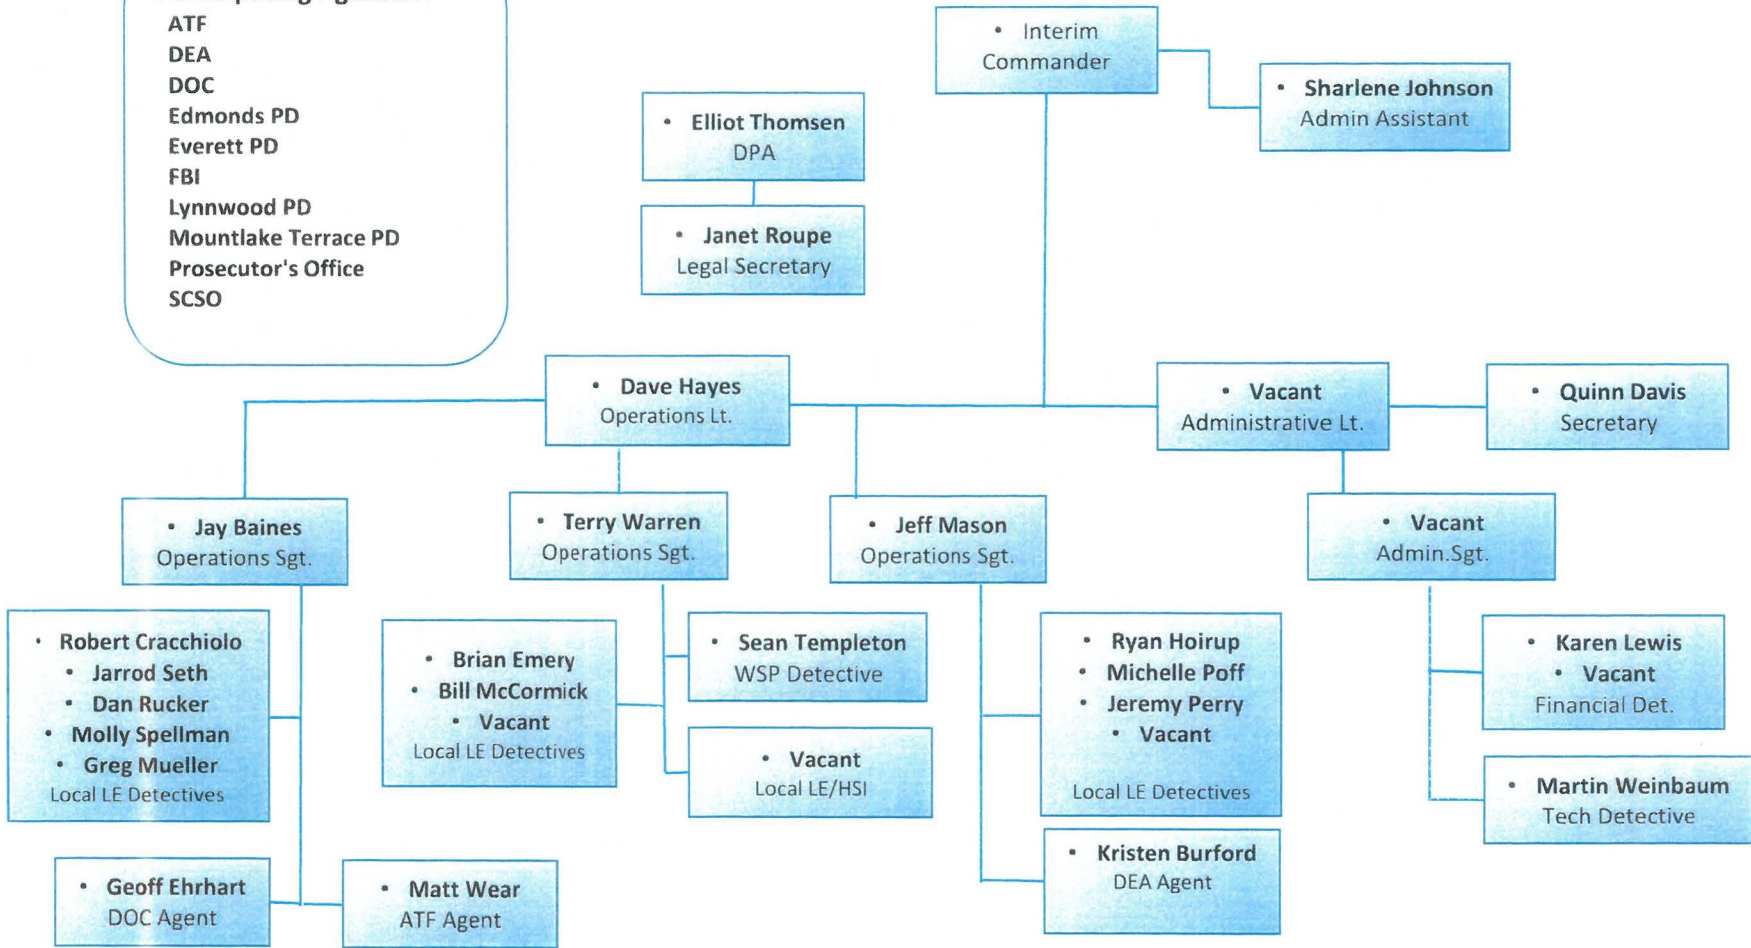 ATF
DEA
DOC
Edmonds PD
Everett PD
FBI
Lynnwood PD
Mountlake Terrace PD
Prosecutor's Office
SCSO
• Interim
Commander
• Sharlene Johnson
Admin Assistant
• Elliot Thomsen
DPA
• Janet Roupe
Legal Secretary
• Dave Hayes
Operations Lt.
• Vacant
Administrative Lt.
• Quinn Davis
Secretary
• Jay Baines
Operations Sgt.
• Terry Warren
Operations Sgt.
• Jeff Mason
Operations Sgt.
• Vacant
Admin.Sgt.
• Robert Cracchiolo
• Jarrod Seth
• Dan Rucker
• Molly Spellman
• Greg Mueller
Local LE Detectives
• Geoff Ehrhart
DOC Agent
• Matt Wear
ATF Agent
• Brian Emery
• Bill McCormick
• Vacant
Local LE Detectives
• Sean Templeton
WSP Detective
• Vacant
Local LE/HSI
• Ryan Hoirup
• Michelle Poff
• Jeremy Perry
• Vacant
Local LE Detectives
• Kristen Burford
DEA Agent
• Karen Lewis
• Vacant
Financial Det.
• Martin Weinbaum
Tech Detective